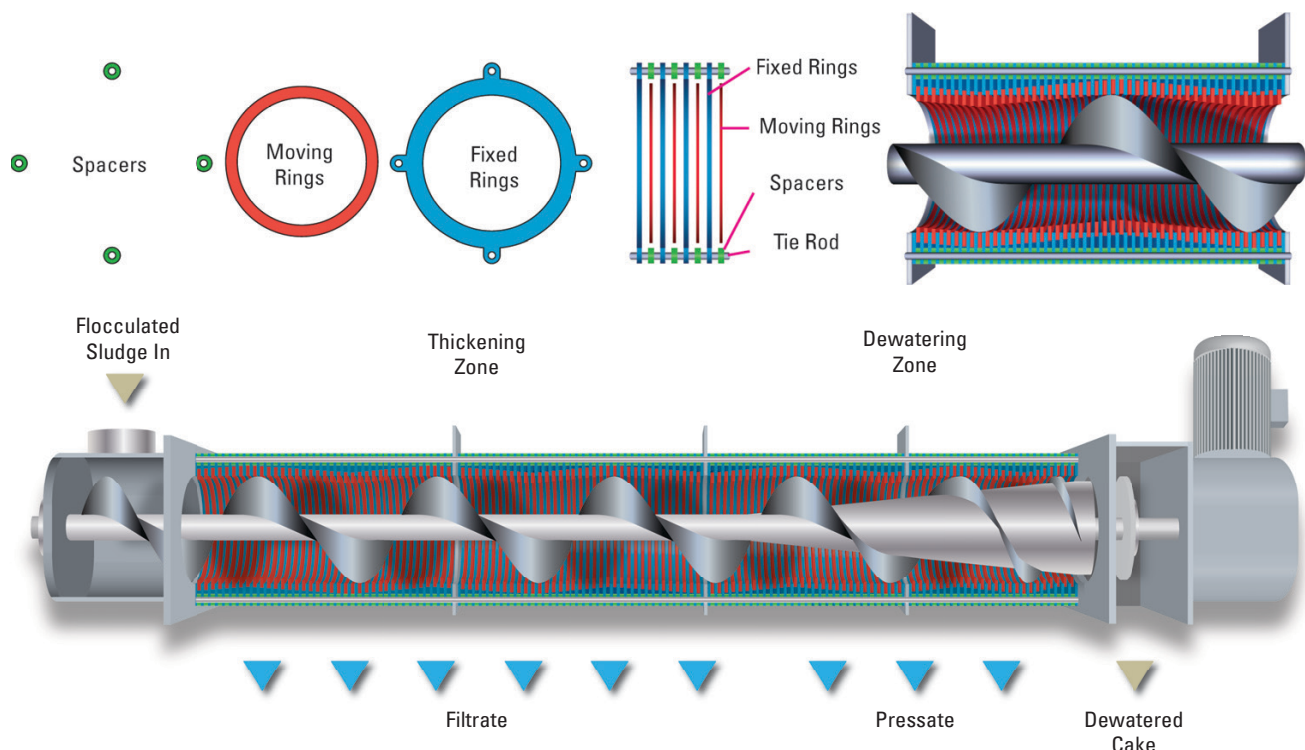 Spacers
Moving
Rings
Fixed
Rings
Fixed Rings
Moving Rings
Spacers
Tie Rod
Flocculated
Sludge In
Thickening
Zone
Dewatering
Zone
Filtrate
Pressate
Dewatered
Cake